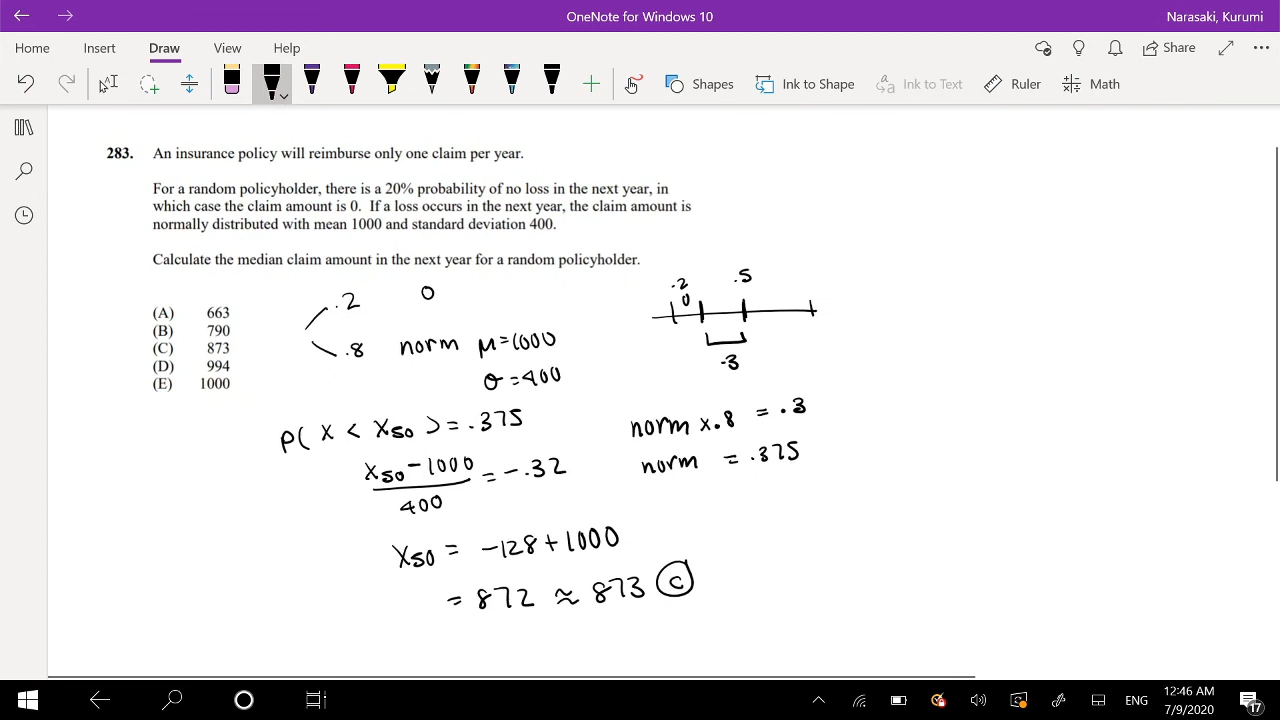 OneNote for Windows 10
Narasaki, Kurumi
Home Insert Draw View Help
Share
Shapes Ink to Shape Ink to Text Ruler Math
283. An insurance policy will reimburse only one claim per year.
For a random policyholder, there is a 20% probability of no loss in the next year, in
which case the claim amount is 0. If a loss occurs in the next year, the claim amount is
normally distributed with mean 1000 and standard deviation 400.
Calculate the median claim amount in the next year for a random policyholder.
(A) 663
(B) 790
(C) 873
(D) 994
(E) 1000
.2 0
.8 norm μ=1000
σ=400
.2 .5
0
.3
P( X < X50 ) = .375
X50 - 1000 = -.32
400
X50 = -128 + 1000
= 872 ≈ 873 C
norm x .8 = .3
norm = .375
ENG
12:46 AM
7/9/2020
17